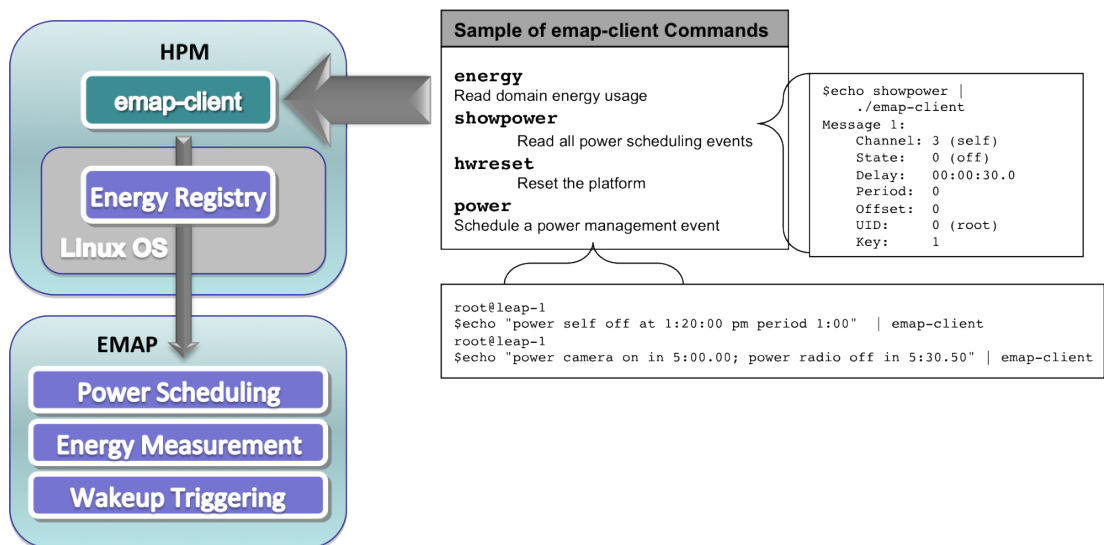 HPM
emap-client
Energy Registry
Linux OS
EMAP
Power Scheduling
Energy Measurement
Wakeup Triggering
Sample of emap-client Commands
energy
Read domain energy usage
showpower
Read all power scheduling events
hwreset
Reset the platform
power
Schedule a power management event
$echo showpower |
./emap-client
Message 1:
Channel: 3 (self)
State: 0 (off)
Delay: 00:00:30.0
Period: 0
Offset: 0
UID: 0 (root)
Key: 1
root@leap-1
$echo "power self off at 1:20:00 pm period 1:00" | emap-client
root@leap-1
$echo "power camera on in 5:00.00; power radio off in 5:30.50" | emap-client